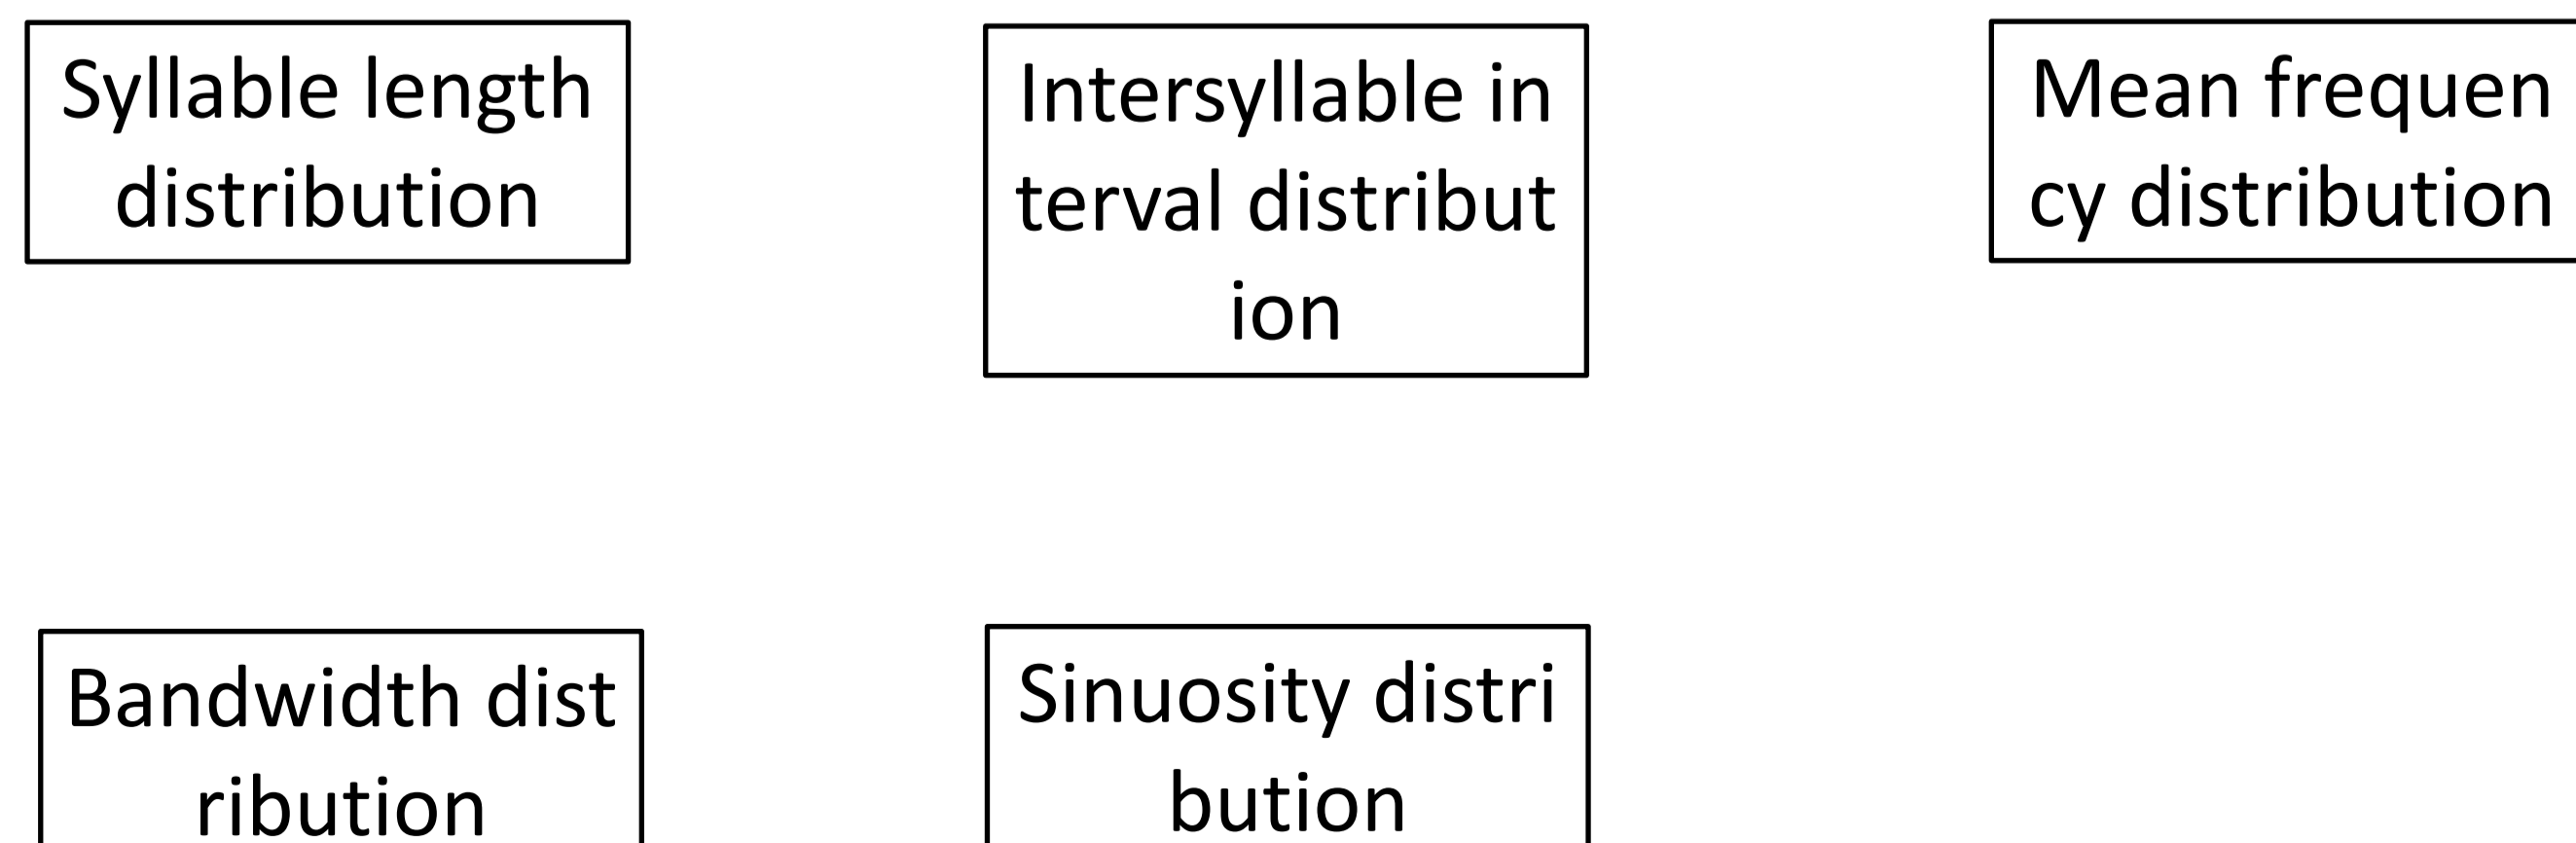 Syllable length
distribution
Intersyllable in
terval distribut
ion
Mean frequen
cy distribution
Bandwidth dist
ribution
Sinuosity distri
bution